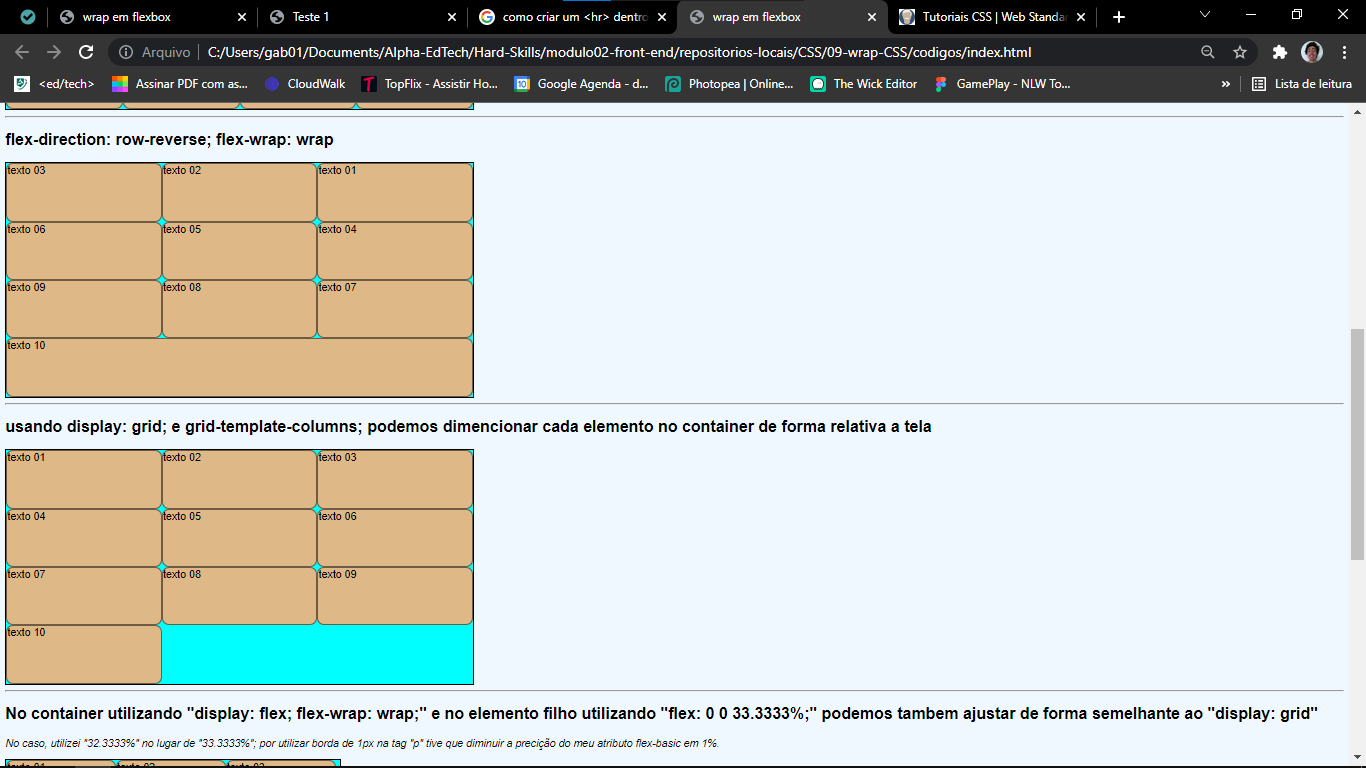 wrap em flexbox
Teste 1
como criar um <hr> dentro
wrap em flexbox
Tutoriais CSS | Web Standa
Arquivo
C:/Users/gab01/Documents/Alpha-EdTech/Hard-Skills/modulo02-front-end/repositorios-locais/CSS/09-wrap-CSS/codigos/index.html
<ed/tech>
Assinar PDF com as...
CloudWalk
TopFlix - Assistir Ho...
10
Google Agenda - d...
Photopea | Online...
The Wick Editor
GamePlay - NLW To...
»
Lista de leitura
flex-direction: row-reverse; flex-wrap: wrap
texto 03 texto 02 texto 01
texto 06 texto 05 texto 04
texto 09 texto 08 texto 07
texto 10
usando display: grid; e grid-template-columns; podemos dimencionar cada elemento no container de forma relativa a tela
texto 01 texto 02 texto 03
texto 04 texto 05 texto 06
texto 07 texto 08 texto 09
texto 10
No container utilizando "display: flex; flex-wrap: wrap;" e no elemento filho utilizando "flex: 0 0 33.3333%;" podemos tambem ajustar de forma semelhante ao "display: grid"
No caso, utilizei "32.3333%" no lugar de "33.3333%"; por utilizar borda de 1px na tag "p" tive que diminuir a precição do meu atributo flex-basic em 1%.
texto 01 texto 02 texto 03